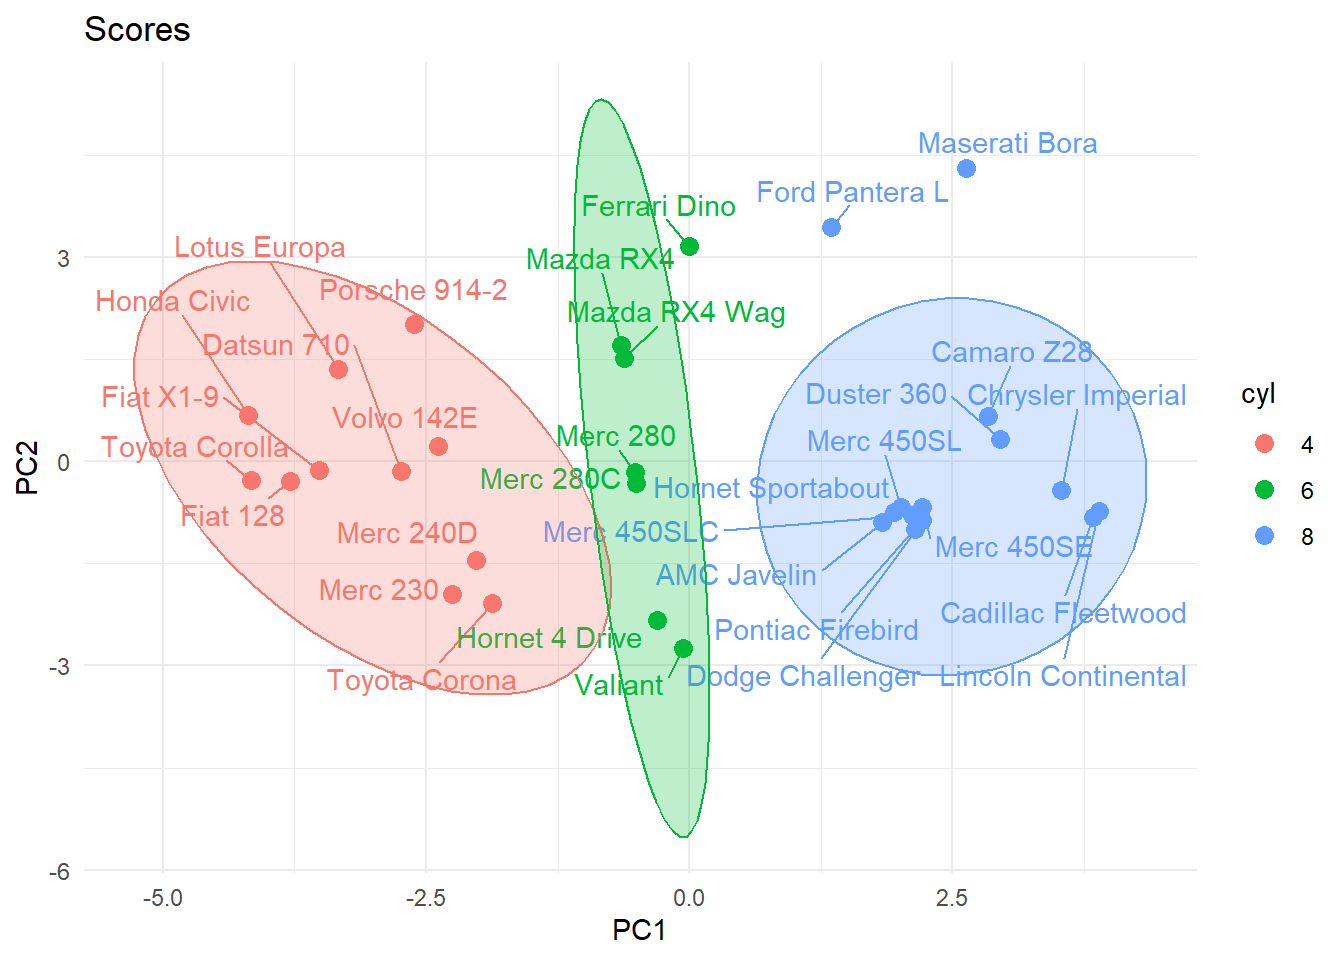 Scores
Maserati Bora
Ford Pantera L
Ferrari Dino
Lotus Europa
Mazda RX4
Porsche 914-2
Honda Civic
Mazda RX4 Wag
Datsun 710
Camaro Z28
Fiat X1-9
Duster 360
Chrysler Imperial
Volvo 142E
Merc 280
Merc 450SL
Toyota Corolla
Merc 280C
Hornet Sportabout
Fiat 128
Merc 240D
Merc 450SLC
Merc 450SE
AMC Javelin
Merc 230
Cadillac Fleetwood
Hornet 4 Drive
Pontiac Firebird
Toyota Corona
Valiant
Dodge Challenger
Lincoln Continental
3
0
-3
-6
PC2
-5.0
-2.5
0.0
2.5
PC1
cyl
4
6
8